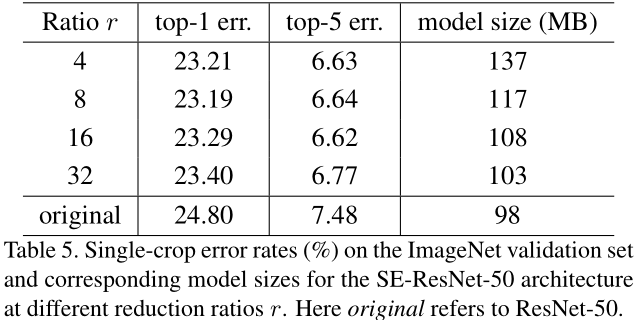 Ratio r top-1 err. top-5 err. model size (MB)
4 23.21 6.63 137
8 23.19 6.64 117
16 23.29 6.62 108
32 23.40 6.77 103
original 24.80 7.48 98
Table 5. Single-crop error rates (%) on the ImageNet validation set
and corresponding model sizes for the SE-ResNet-50 architecture
at different reduction ratios r. Here original refers to ResNet-50.